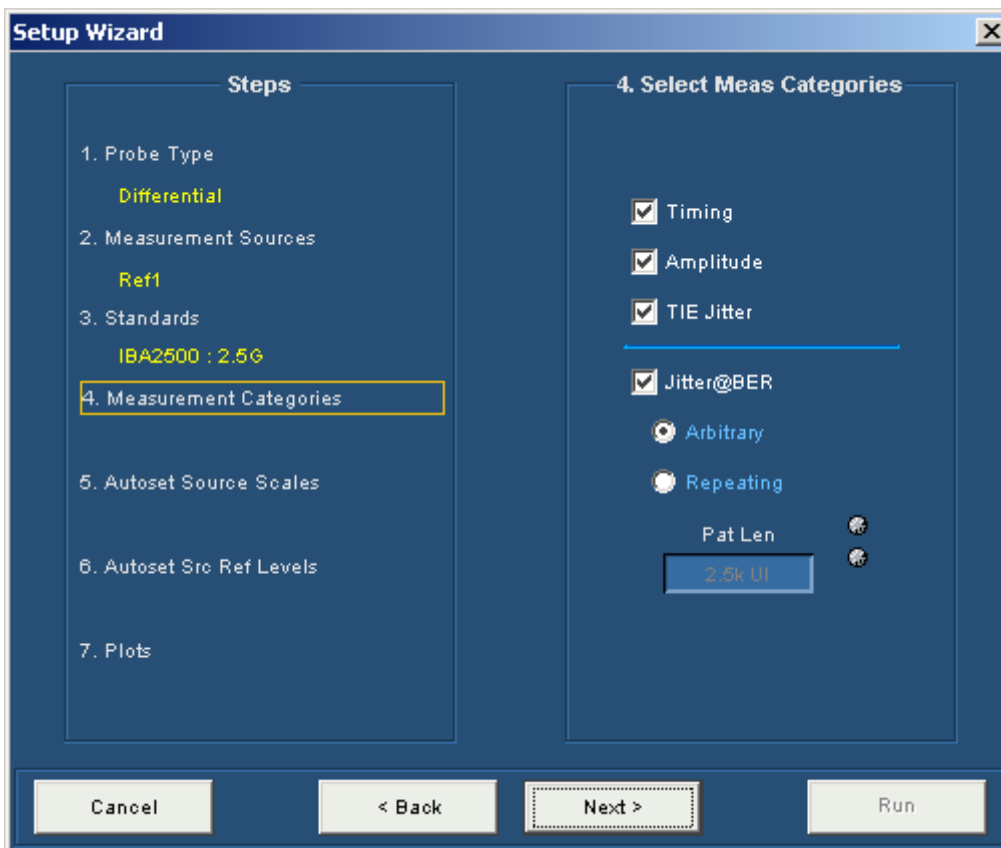 Setup Wizard
Steps
1. Probe Type
Differential
2. Measurement Sources
Ref1
3. Standards
IBA2500 : 2.5G
4. Measurement Categories
5. Autoset Source Scales
6. Autoset Src Ref Levels
7. Plots
4. Select Meas Categories
Timing
Amplitude
TIE Jitter
Jitter@BER
Arbitrary
Repeating
Pat Len
2.5k UI
Cancel
< Back
Next >
Run